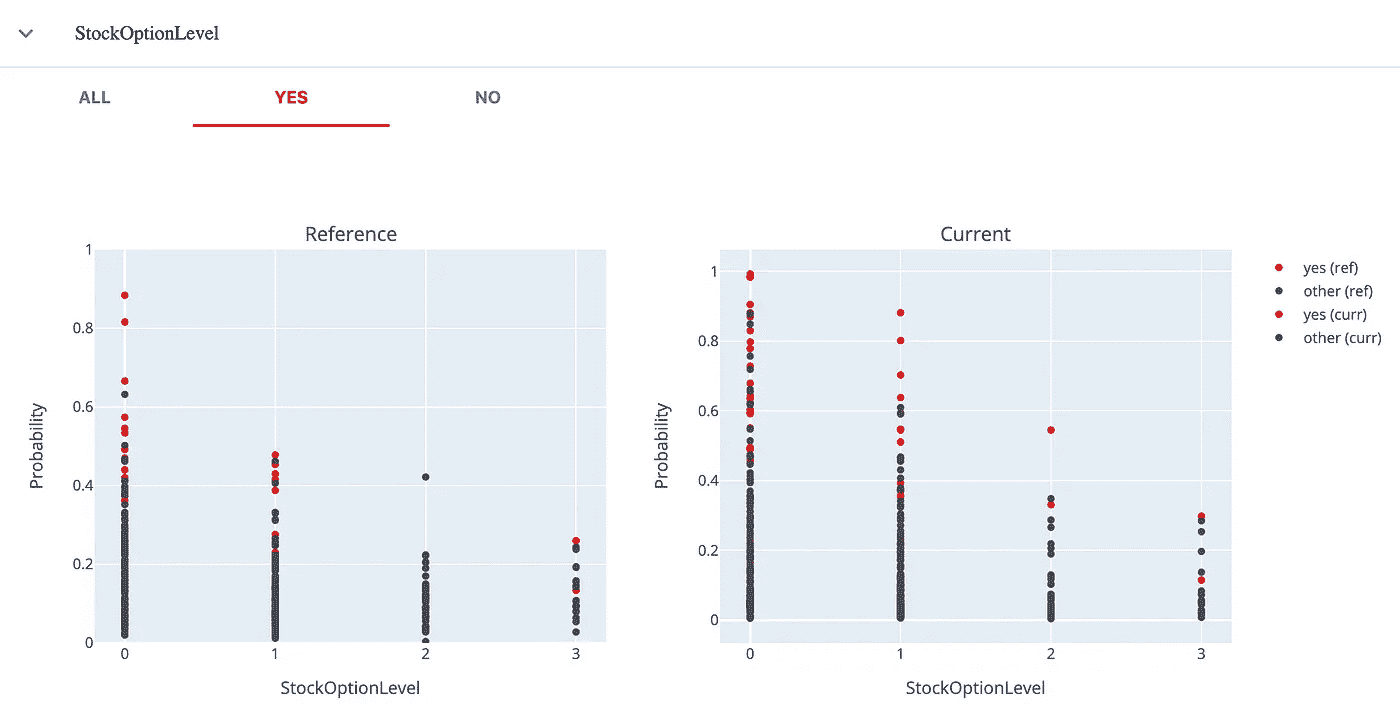 StockOptionLevel
ALL YES NO
Reference
1
0.8
0.6
0.4
0.2
0
Probability
0 1 2 3
StockOptionLevel
Current
1
0.8
0.6
0.4
0.2
0
Probability
0 1 2 3
StockOptionLevel
yes (ref)
other (ref)
yes (curr)
other (curr)